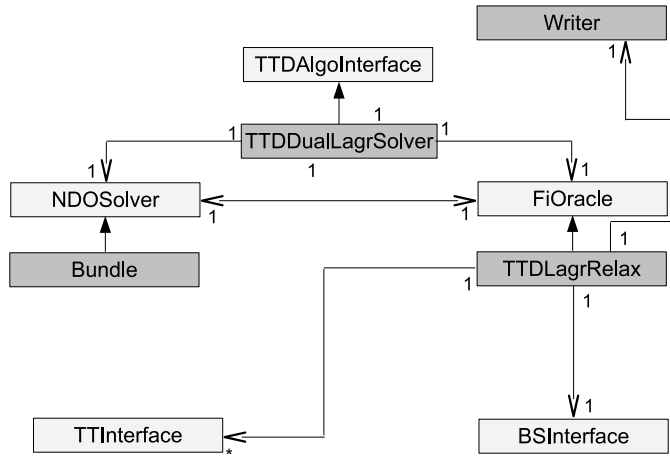 Writer
1
TTDAlgoInterface
1
1 TTDDualLagrSolver 1
1
1 1
NDOSolver FiOracle
1 1
Bundle 1
TTDLagrRelax
1 1
1
TTInterface BSInterface
*